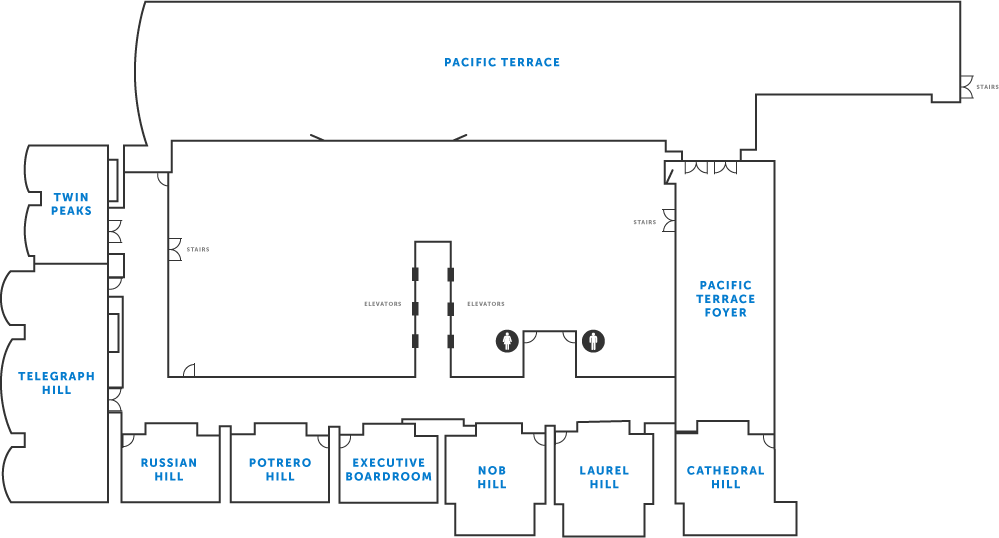 PACIFIC TERRACE
STAIRS
TWIN
PEAKS
STAIRS
STAIRS
PACIFIC
TERRACE
FOYER
ELEVATORS
ELEVATORS
TELEGRAPH
HILL
RUSSIAN
HILL
POTRERO
HILL
EXECUTIVE
BOARDROOM
NOB
HILL
LAUREL
HILL
CATHEDRAL
HILL